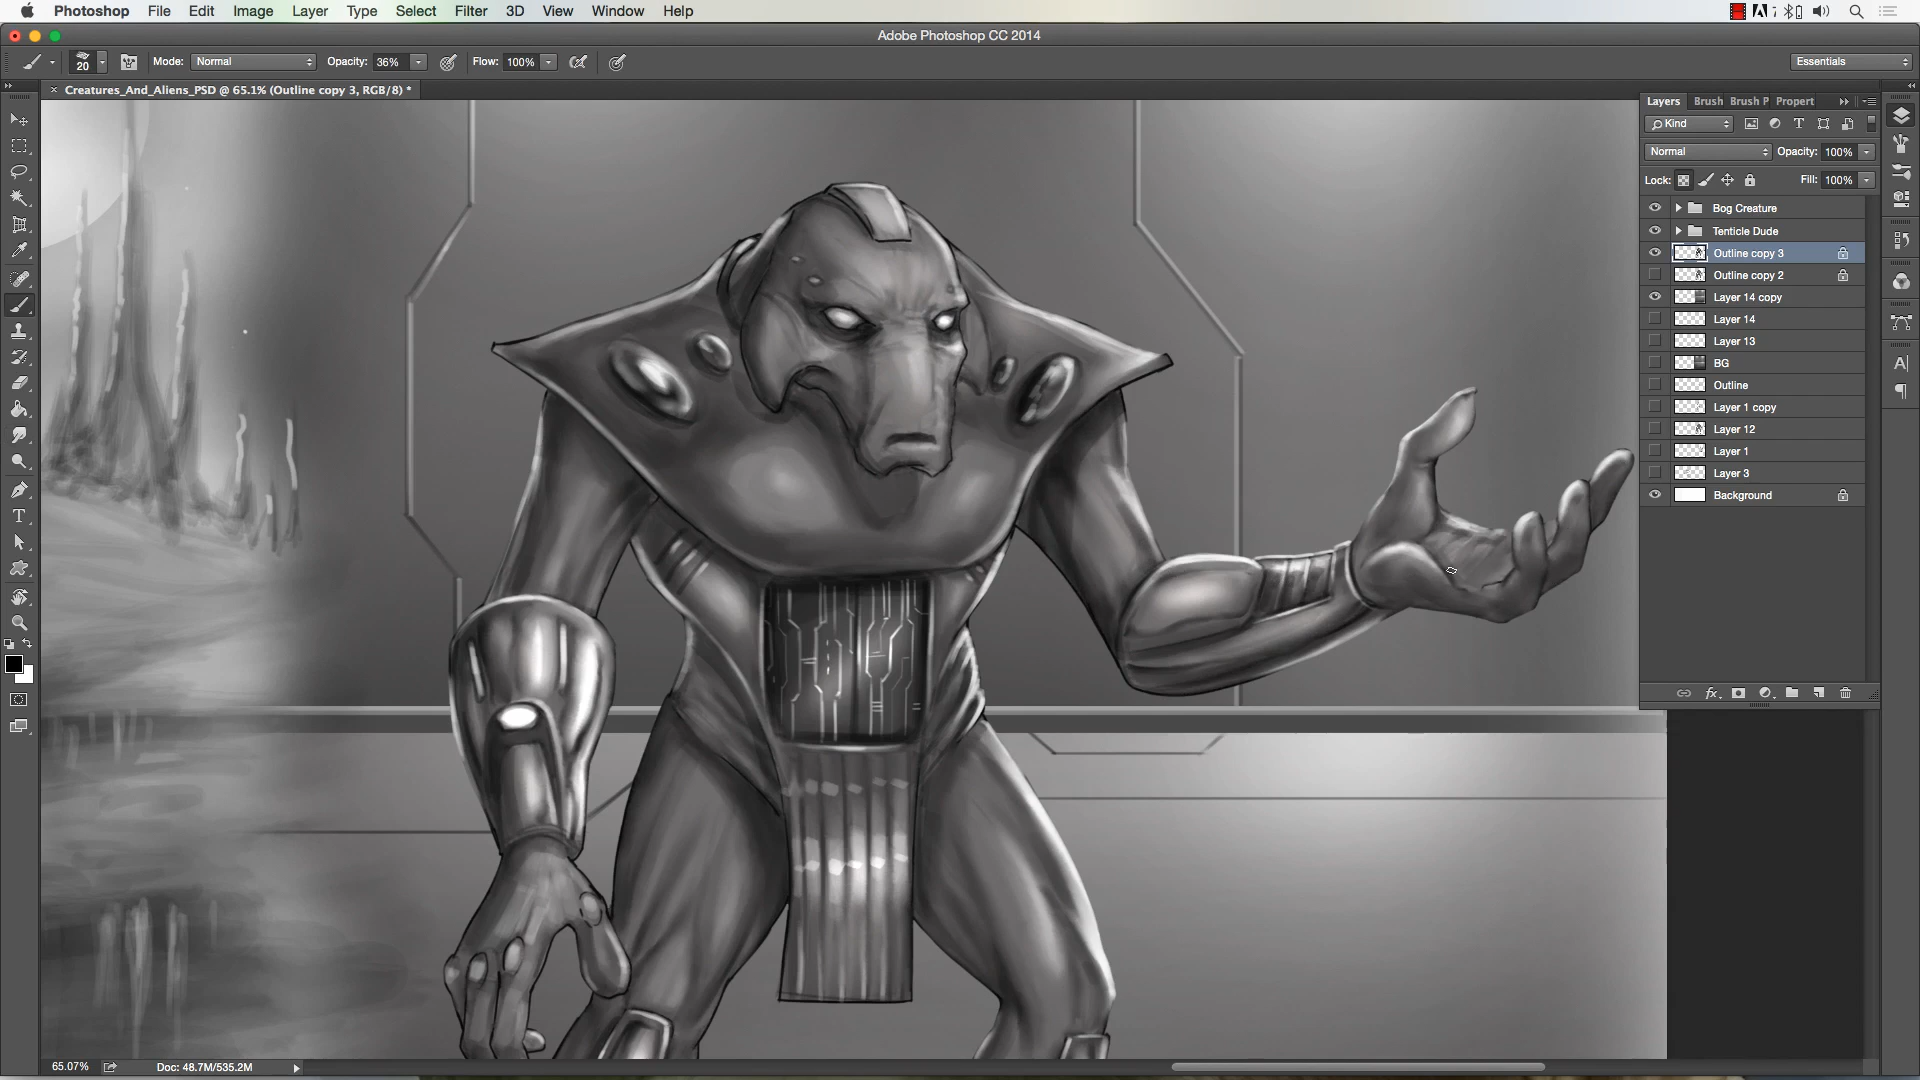 Photoshop File Edit Image Layer Type Select Filter 3D View Window Help
Adobe Photoshop CC 2014
20 Mode: Normal Opacity: 36% Flow: 100% Essentials
Creatures_And_Aliens_PSD @ 65.1% (Outline copy 3, RGB/8) *
Layers Brush Brush P Propert
Kind
Normal Opacity: 100%
Lock: Fill: 100%
Bog Creature
Tenticle Dude
Outline copy 3
Outline copy 2
Layer 14 copy
Layer 14
Layer 13
BG
Outline
Layer 1 copy
Layer 12
Layer 1
Layer 3
Background
fx
65.07% Doc: 48.7M/535.2M